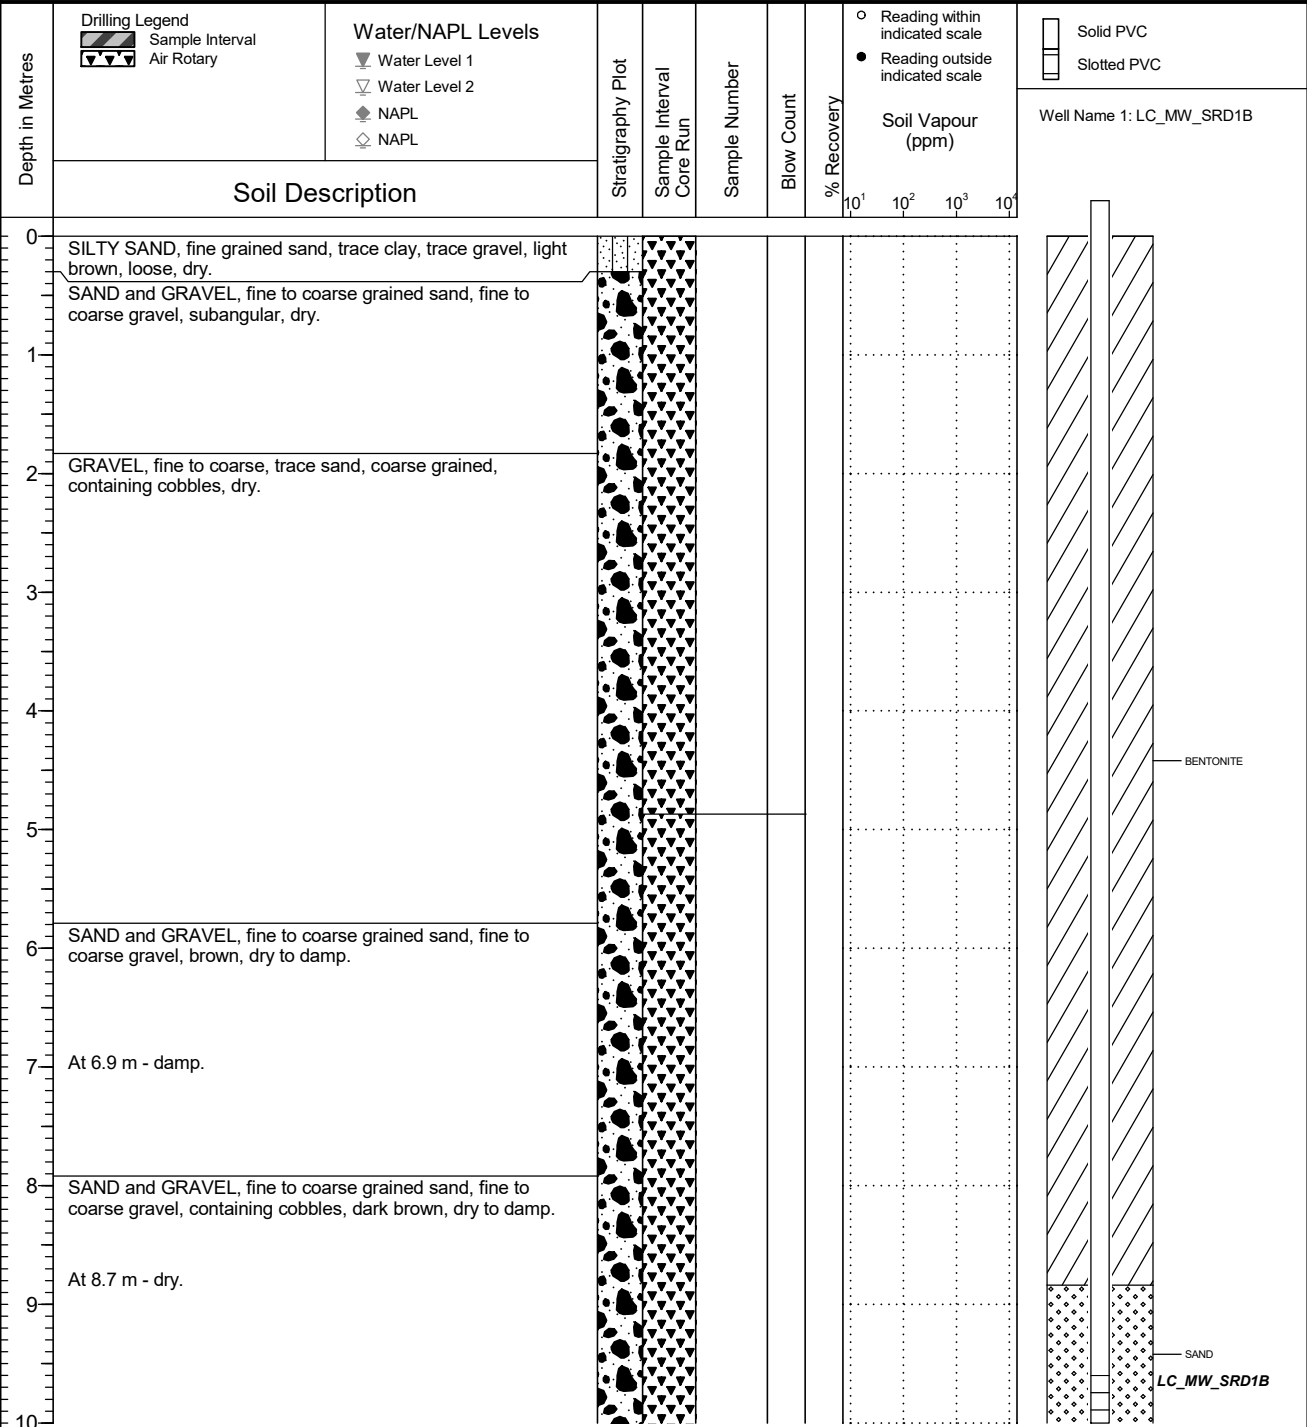 Drilling Legend
Sample Interval
Air Rotary
Water/NAPL Levels
Water Level 1
Water Level 2
NAPL
NAPL
Depth in Metres
Soil Description
Stratigraphy Plot
Sample Interval
Core Run
Sample Number
Blow Count
% Recovery
Reading within
indicated scale
Reading outside
indicated scale
Soil Vapour
(ppm)
10¹ 10² 10³ 10⁴
Solid PVC
Slotted PVC
Well Name 1: LC_MW_SRD1B
0
SILTY SAND, fine grained sand, trace clay, trace gravel, light
brown, loose, dry.
SAND and GRAVEL, fine to coarse grained sand, fine to
coarse gravel, subangular, dry.
1
GRAVEL, fine to coarse, trace sand, coarse grained,
containing cobbles, dry.
2
3
4
BENTONITE
5
SAND and GRAVEL, fine to coarse grained sand, fine to
coarse gravel, brown, dry to damp.
6
At 6.9 m - damp.
7
8
SAND and GRAVEL, fine to coarse grained sand, fine to
coarse gravel, containing cobbles, dark brown, dry to damp.
At 8.7 m - dry.
9
SAND
LC_MW_SRD1B
10